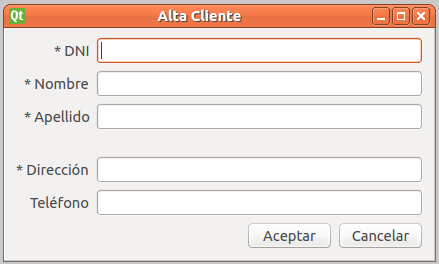 Qt Alta Cliente
* DNI
* Nombre
* Apellido
* Dirección
Teléfono
Aceptar Cancelar